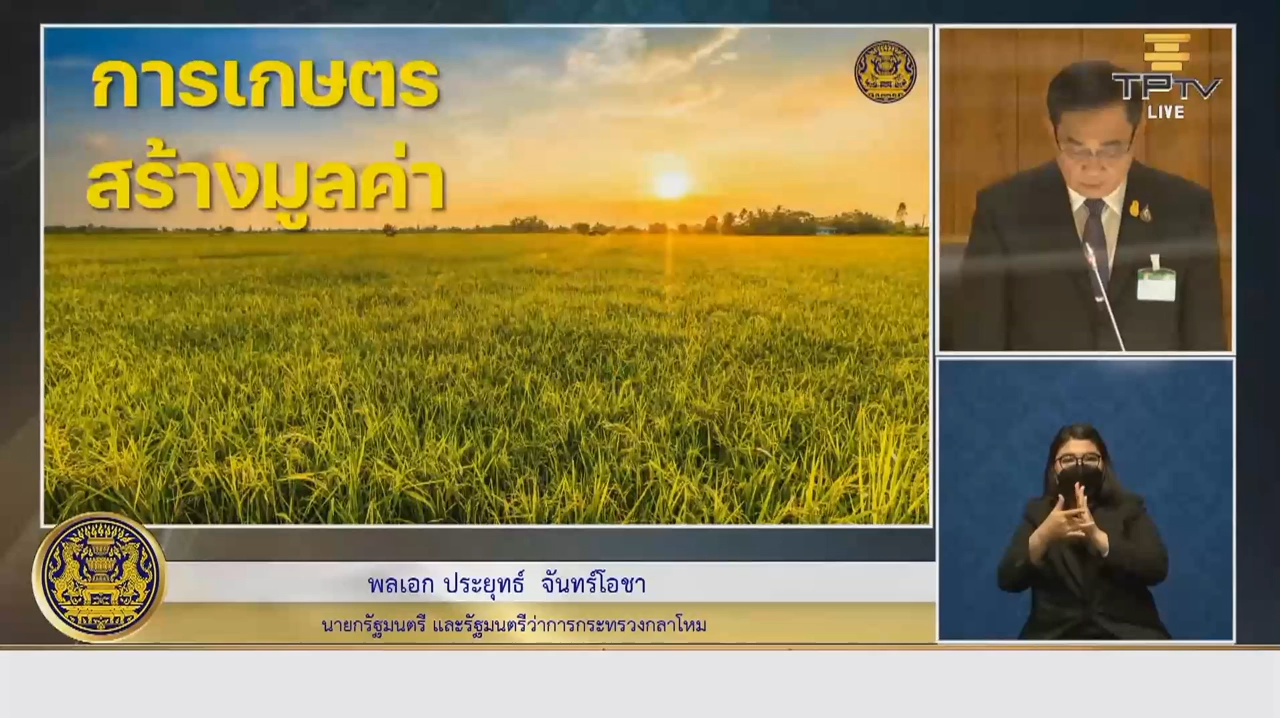 การเกษตร
สร้างมูลค่า
TPTV
LIVE
พลเอก ประยุทธ์ จันทร์โอชา
นายกรัฐมนตรี และรัฐมนตรีว่าการกระทรวงกลาโหม